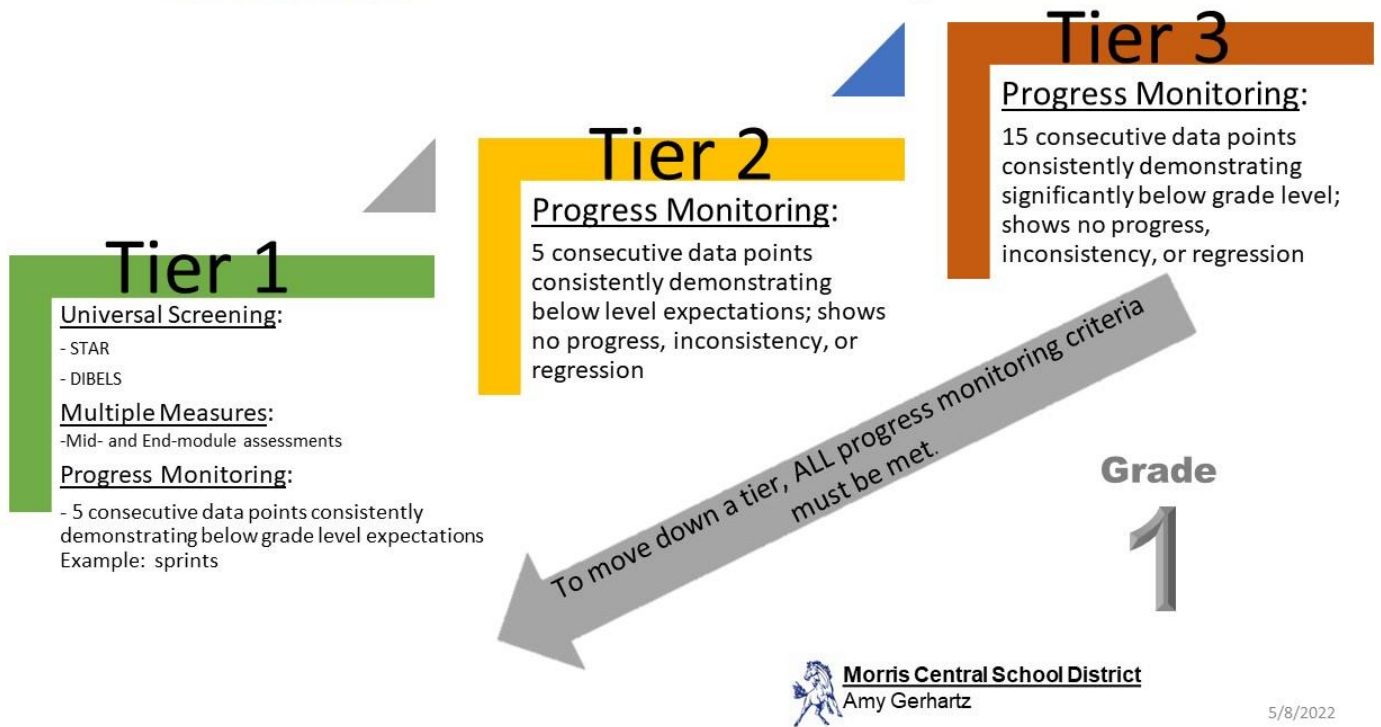 Tier 1
Universal Screening:
- STAR
- DIBELS
Multiple Measures:
-Mid- and End-module assessments
Progress Monitoring:
- 5 consecutive data points consistently
demonstrating below grade level expectations
Example: sprints
Tier 2
Progress Monitoring:
5 consecutive data points
consistently demonstrating
below level expectations; shows
no progress, inconsistency, or
regression
Tier 3
Progress Monitoring:
15 consecutive data points
consistently demonstrating
significantly below grade level;
shows no progress,
inconsistency, or regression
To move down a tier, ALL progress monitoring criteria
must be met.
Grade
1
Morris Central School District
Amy Gerhartz
5/8/2022